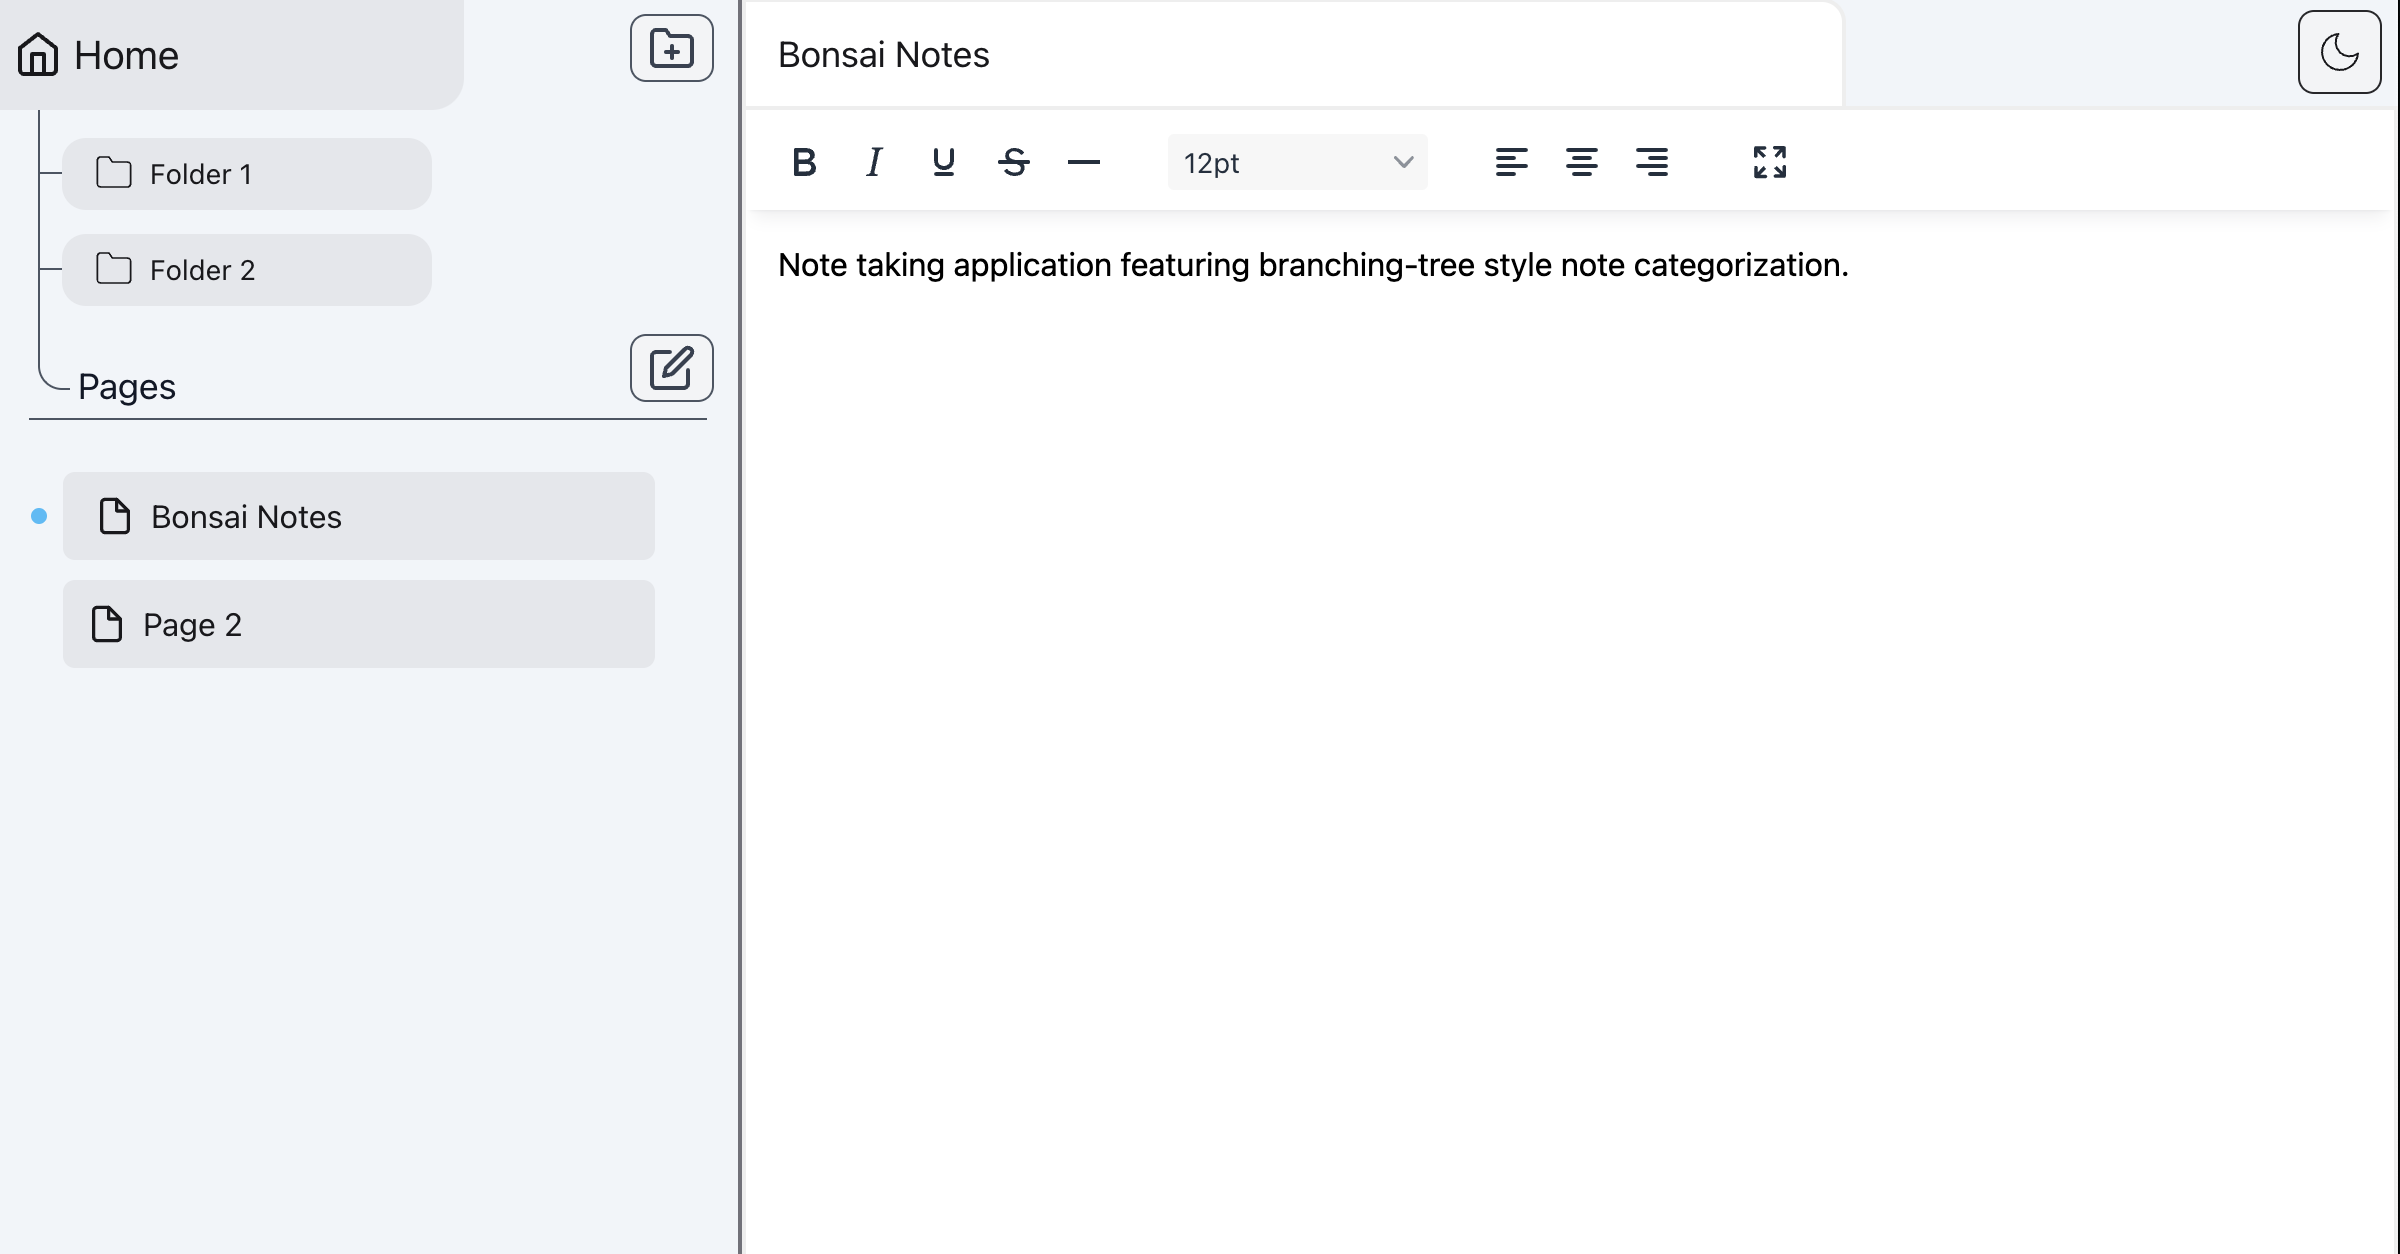 Home
Folder 1
Folder 2
Pages
Bonsai Notes
Page 2
Bonsai Notes
B I U S
12pt
Note taking application featuring branching-tree style note categorization.